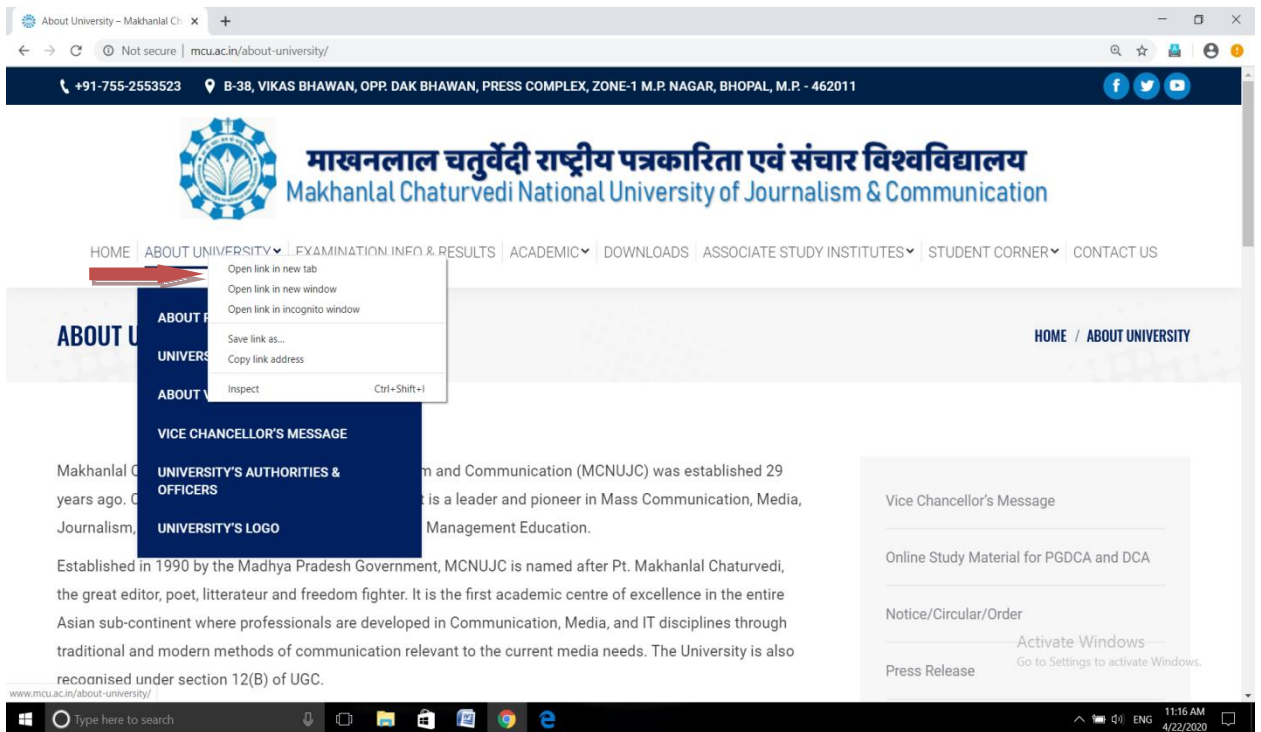 About University – Makhanlal Ch
Not secure | mcu.ac.in/about-university/
+91-755-2553523 B-38, VIKAS BHAWAN, OPP. DAK BHAWAN, PRESS COMPLEX, ZONE-1 M.P. NAGAR, BHOPAL, M.P. - 462011
माखनलाल चतुर्वेदी राष्ट्रीय पत्रकारिता एवं संचार विश्वविद्यालय
Makhanlal Chaturvedi National University of Journalism & Communication
HOME ABOUT UNIVERSITY EXAMINATION INFO & RESULTS ACADEMIC DOWNLOADS ASSOCIATE STUDY INSTITUTES STUDENT CORNER CONTACT US
Open link in new tab
Open link in new window
Open link in incognito window
Save link as...
Copy link address
Inspect Ctrl+Shift+I
ABOUT U
HOME / ABOUT UNIVERSITY
ABOUT
UNIVERS
ABOUT
VICE CHANCELLOR'S MESSAGE
UNIVERSITY'S AUTHORITIES &
OFFICERS
UNIVERSITY'S LOGO
Makhanlal C m and Communication (MCNUJC) was established 29
years ago. is a leader and pioneer in Mass Communication, Media,
Journalism, Management Education.
Established in 1990 by the Madhya Pradesh Government, MCNUJC is named after Pt. Makhanlal Chaturvedi,
the great editor, poet, litterateur and freedom fighter. It is the first academic centre of excellence in the entire
Asian sub-continent where professionals are developed in Communication, Media, and IT disciplines through
traditional and modern methods of communication relevant to the current media needs. The University is also
recognised under section 12(B) of UGC.
Vice Chancellor's Message
Online Study Material for PGDCA and DCA
Notice/Circular/Order
Press Release
Activate Windows
Go to Settings to activate Windows.
www.mcu.ac.in/about-university/
Type here to search
ENG
11:16 AM
4/22/2020